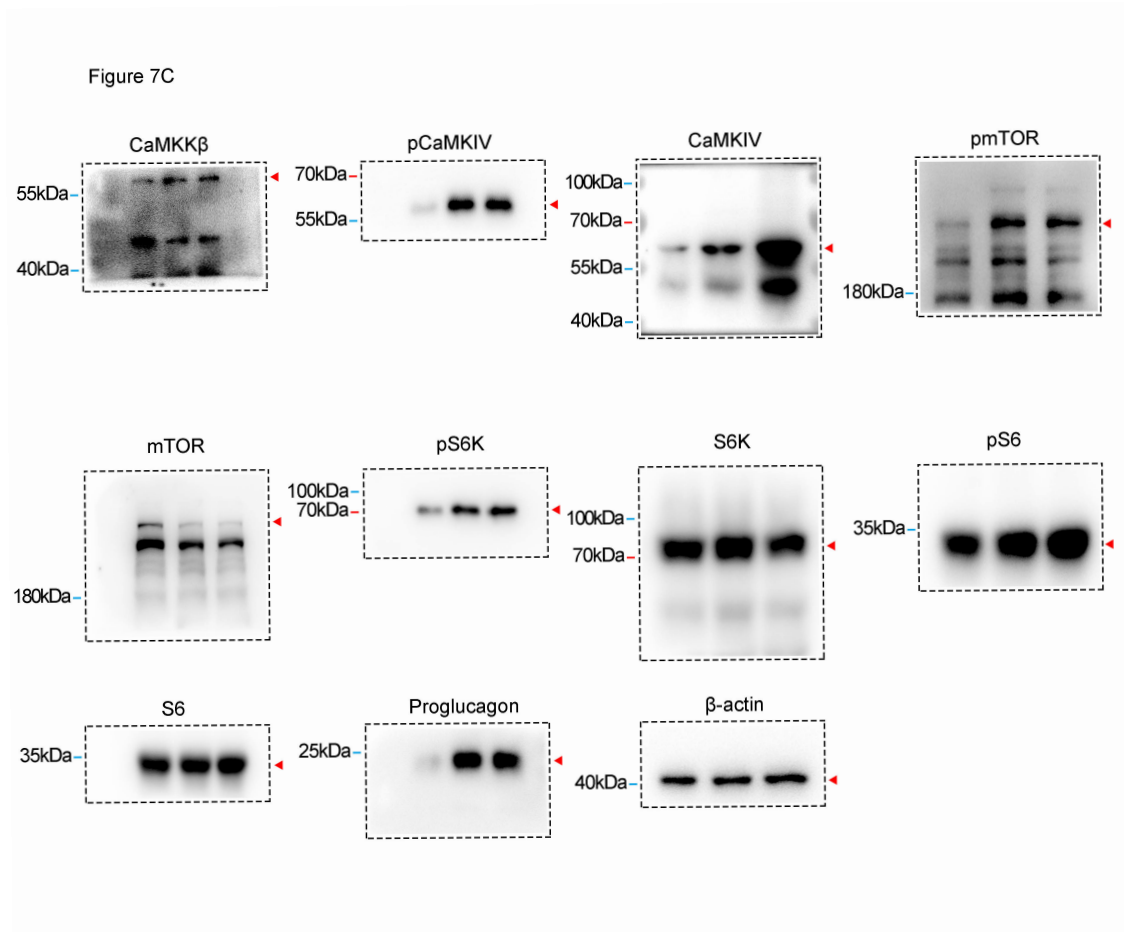 Figure 7C
CaMKKβ
55kDa
40kDa
pCaMKIV
70kDa
55kDa
CaMKIV
100kDa
70kDa
55kDa
40kDa
pmTOR
180kDa
mTOR
180kDa
pS6K
100kDa
70kDa
S6K
100kDa
70kDa
pS6
35kDa
S6
35kDa
Proglucagon
25kDa
β-actin
40kDa